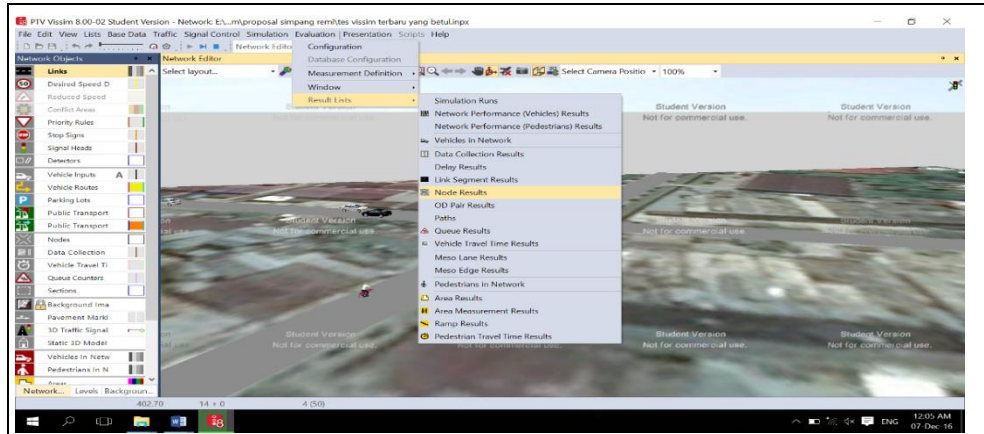 PTV Vissim 8.00-02 Student Version - Network: E:\...m\proposal simpang remi\tes vissim terbaru yang betul.inpx
File Edit View Lists Base Data Traffic Signal Control Simulation Evaluation Presentation Scripts Help
Network Edito
Network Objects
Network Editor
Select layout...
Select Camera Positio
100%
Links
Desired Speed D
Reduced Speed
Conflict Areas
Priority Rules
Stop Signs
Signal Heads
Detectors
Vehicle Inputs A
Vehicle Routes
Parking Lots
Public Transport
Public Transport
Nodes
Data Collection
Vehicle Travel Ti
Queue Counters
Sections
Background Ima
Pavement Marki
3D Traffic Signal
Static 3D Model
Vehicles In Netw
Pedestrians In N
Areas
Network... Levels Backgroun...
Configuration
Database Configuration
Measurement Definition
Window
Result Lists
Simulation Runs
Network Performance (Vehicles) Results
Network Performance (Pedestrians) Results
Vehicles In Network
Data Collection Results
Delay Results
Link Segment Results
Node Results
OD Pair Results
Paths
Queue Results
Vehicle Travel Time Results
Meso Lane Results
Meso Edge Results
Pedestrians in Network
Area Results
Area Measurement Results
Ramp Results
Pedestrian Travel Time Results
Student Version
Not for commercial use.
Student Version
Not for commercial use.
Student Version
Not for commercial use.
Student Version
Not for commercial use.
Student Version
Not for commercial use.
Student Version
Not for commercial use.
Student Version
Not for commercial use.
Student Version
Not for commercial use.
402.70 14 + 0 4 (50)
ENG
12:05 AM
07-Dec-16